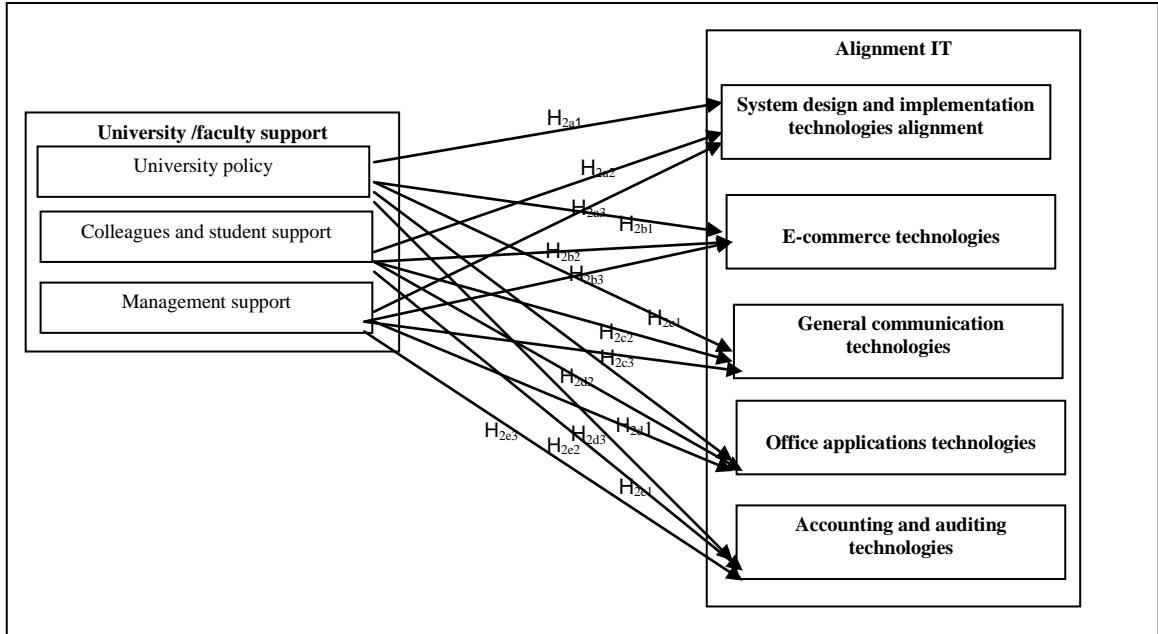 Alignment IT
System design and implementation
technologies alignment
H2a1
University /faculty support
University policy
H2a2
H2a3
H2b1
Colleagues and student support
E-commerce technologies
H2b2
H2b3
Management support
H2c1
General communication
technologies
H2c2
H2c3
H2d2
H2d1
H2e3
H2d3
H2e2
Office applications technologies
H2e1
Accounting and auditing
technologies